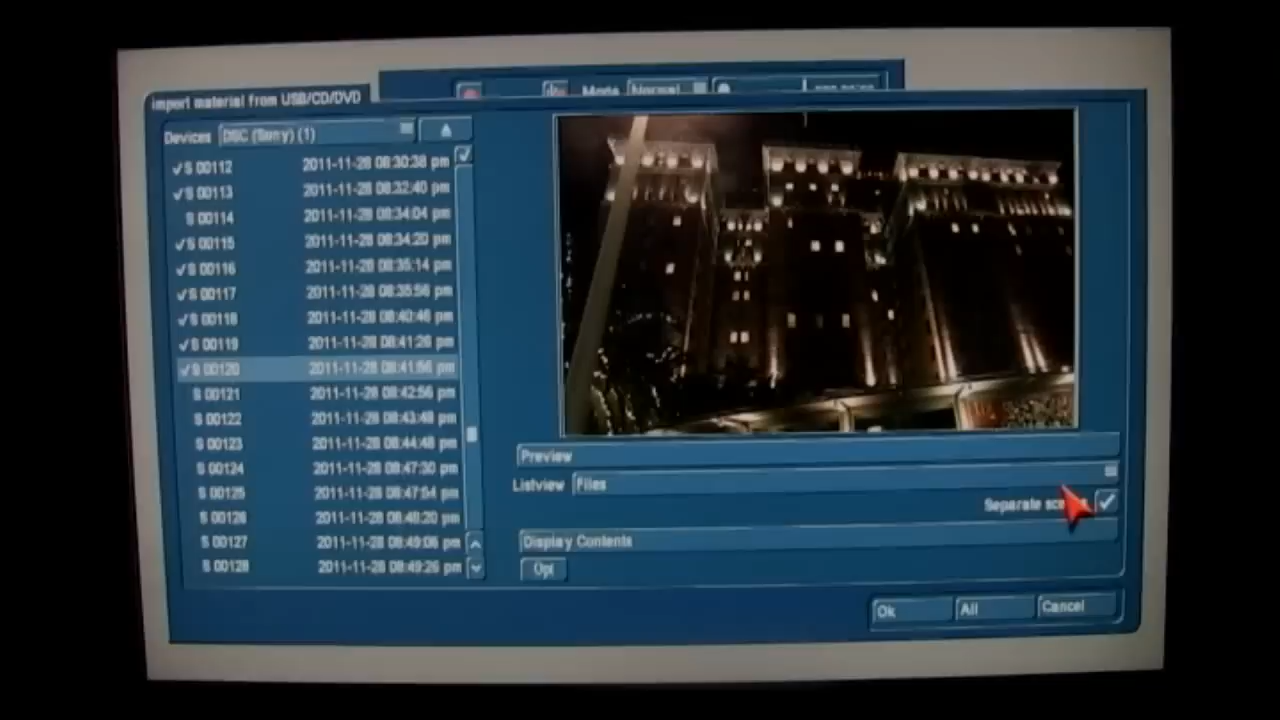 Mode Normal
Import material from USB/CD/DVD
Devices DSC (Sony) (1)
S 00112 2011-11-28 08:30:38 pm
S 00113 2011-11-28 08:32:40 pm
S 00114 2011-11-28 08:34:04 pm
S 00115 2011-11-28 08:34:20 pm
S 00116 2011-11-28 08:35:14 pm
S 00117 2011-11-28 08:35:56 pm
S 00118 2011-11-28 08:40:46 pm
S 00119 2011-11-28 08:41:26 pm
S 00120 2011-11-28 08:41:56 pm
S 00121 2011-11-28 08:42:56 pm
S 00122 2011-11-28 08:43:48 pm
S 00123 2011-11-28 08:44:48 pm
S 00124 2011-11-28 08:47:30 pm
S 00125 2011-11-28 08:47:54 pm
S 00126 2011-11-28 08:48:20 pm
S 00127 2011-11-28 08:49:06 pm
S 00128 2011-11-28 08:49:26 pm
Preview
Listview Files
Separate
Display Contents
Opt
Ok All Cancel